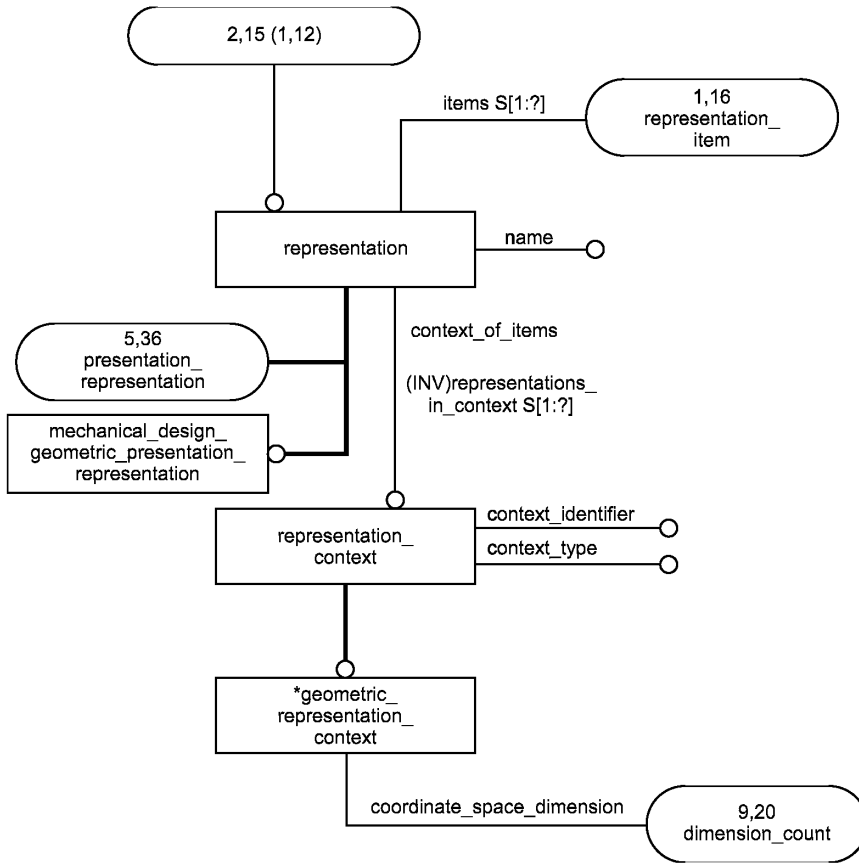 2,15 (1,12)
items S[1:?]
1,16
representation_
item
representation
name
context_of_items
5,36
presentation_
representation
(INV)representations_
in_context S[1:?]
mechanical_design_
geometric_presentation_
representation
representation_
context
context_identifier
context_type
*geometric_
representation_
context
coordinate_space_dimension
9,20
dimension_count